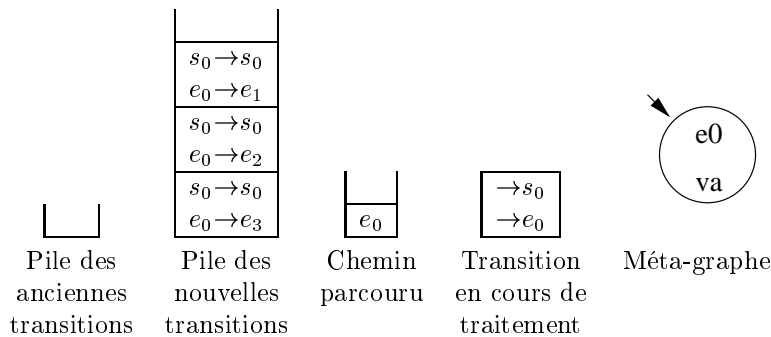 s₀→s₀
e₀→e₁
s₀→s₀
e₀→e₂
s₀→s₀
e₀→e₃
e₀
→s₀
→e₀
e0
va
Pile des
anciennes
transitions
Pile des
nouvelles
transitions
Chemin
parcouru
Transition
en cours de
traitement
Méta-graphe